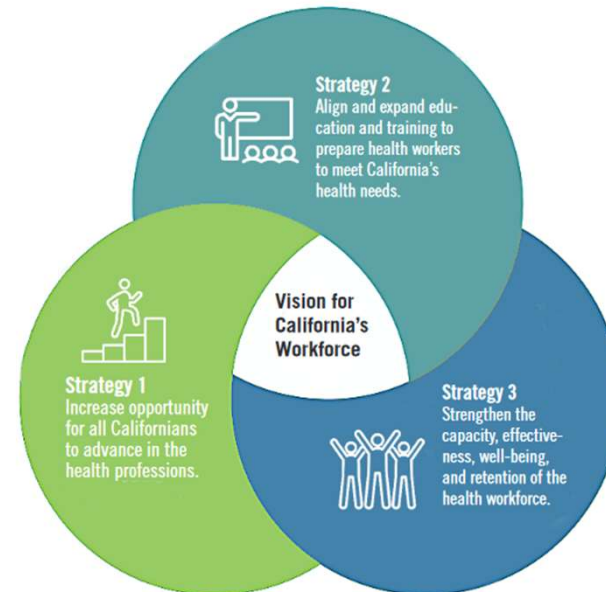 Strategy 2
Align and expand edu-
cation and training to
prepare health workers
to meet California's
health needs.
Vision for
California's
Workforce
Strategy 1
Increase opportunity
for all Californians
to advance in the
health professions.
Strategy 3
Strengthen the
capacity, effective-
ness, well-being,
and retention of the
health workforce.